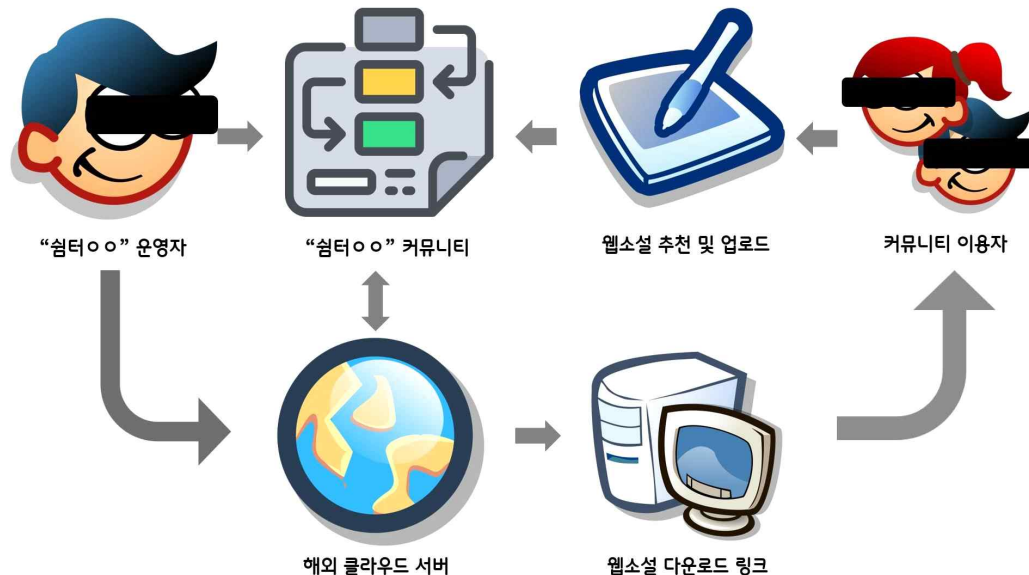 “쉼터ㅇㅇ” 운영자
“쉼터ㅇㅇ” 커뮤니티
웹소설 추천 및 업로드
커뮤니티 이용자
해외 클라우드 서버
웹소설 다운로드 링크